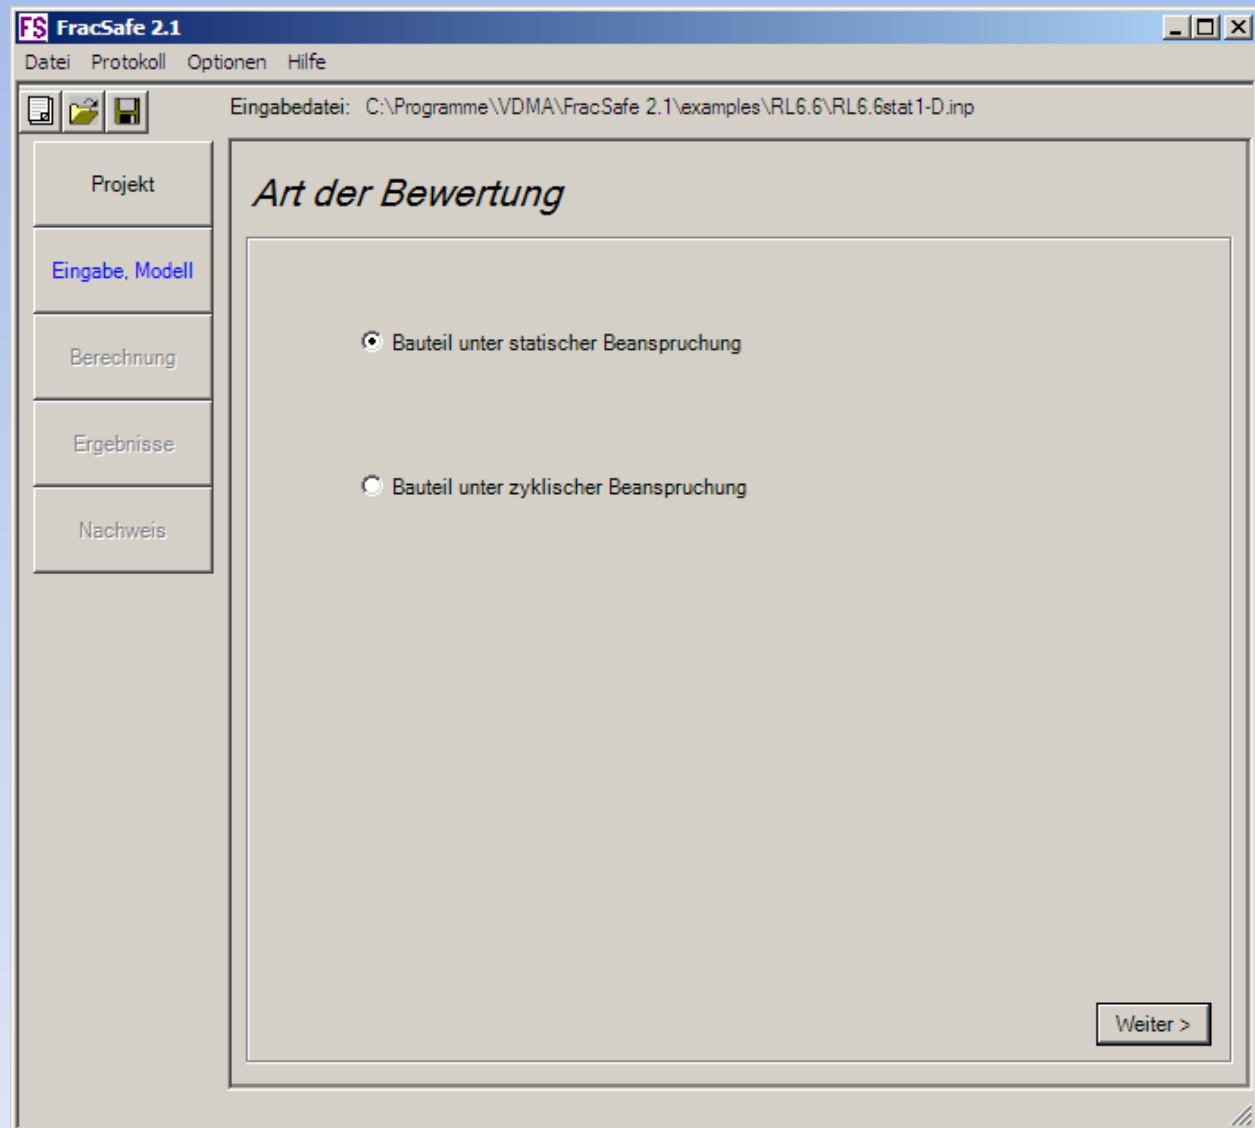 FS FracSafe 2.1
Datei Protokoll Optionen Hilfe
Eingabedatei: C:\Programme\VDMA\FracSafe 2.1\examples\RL6.6\RL6.6stat1-D.inp
Projekt
Eingabe, Modell
Berechnung
Ergebnisse
Nachweis
Art der Bewertung
Bauteil unter statischer Beanspruchung
Bauteil unter zyklischer Beanspruchung
Weiter >